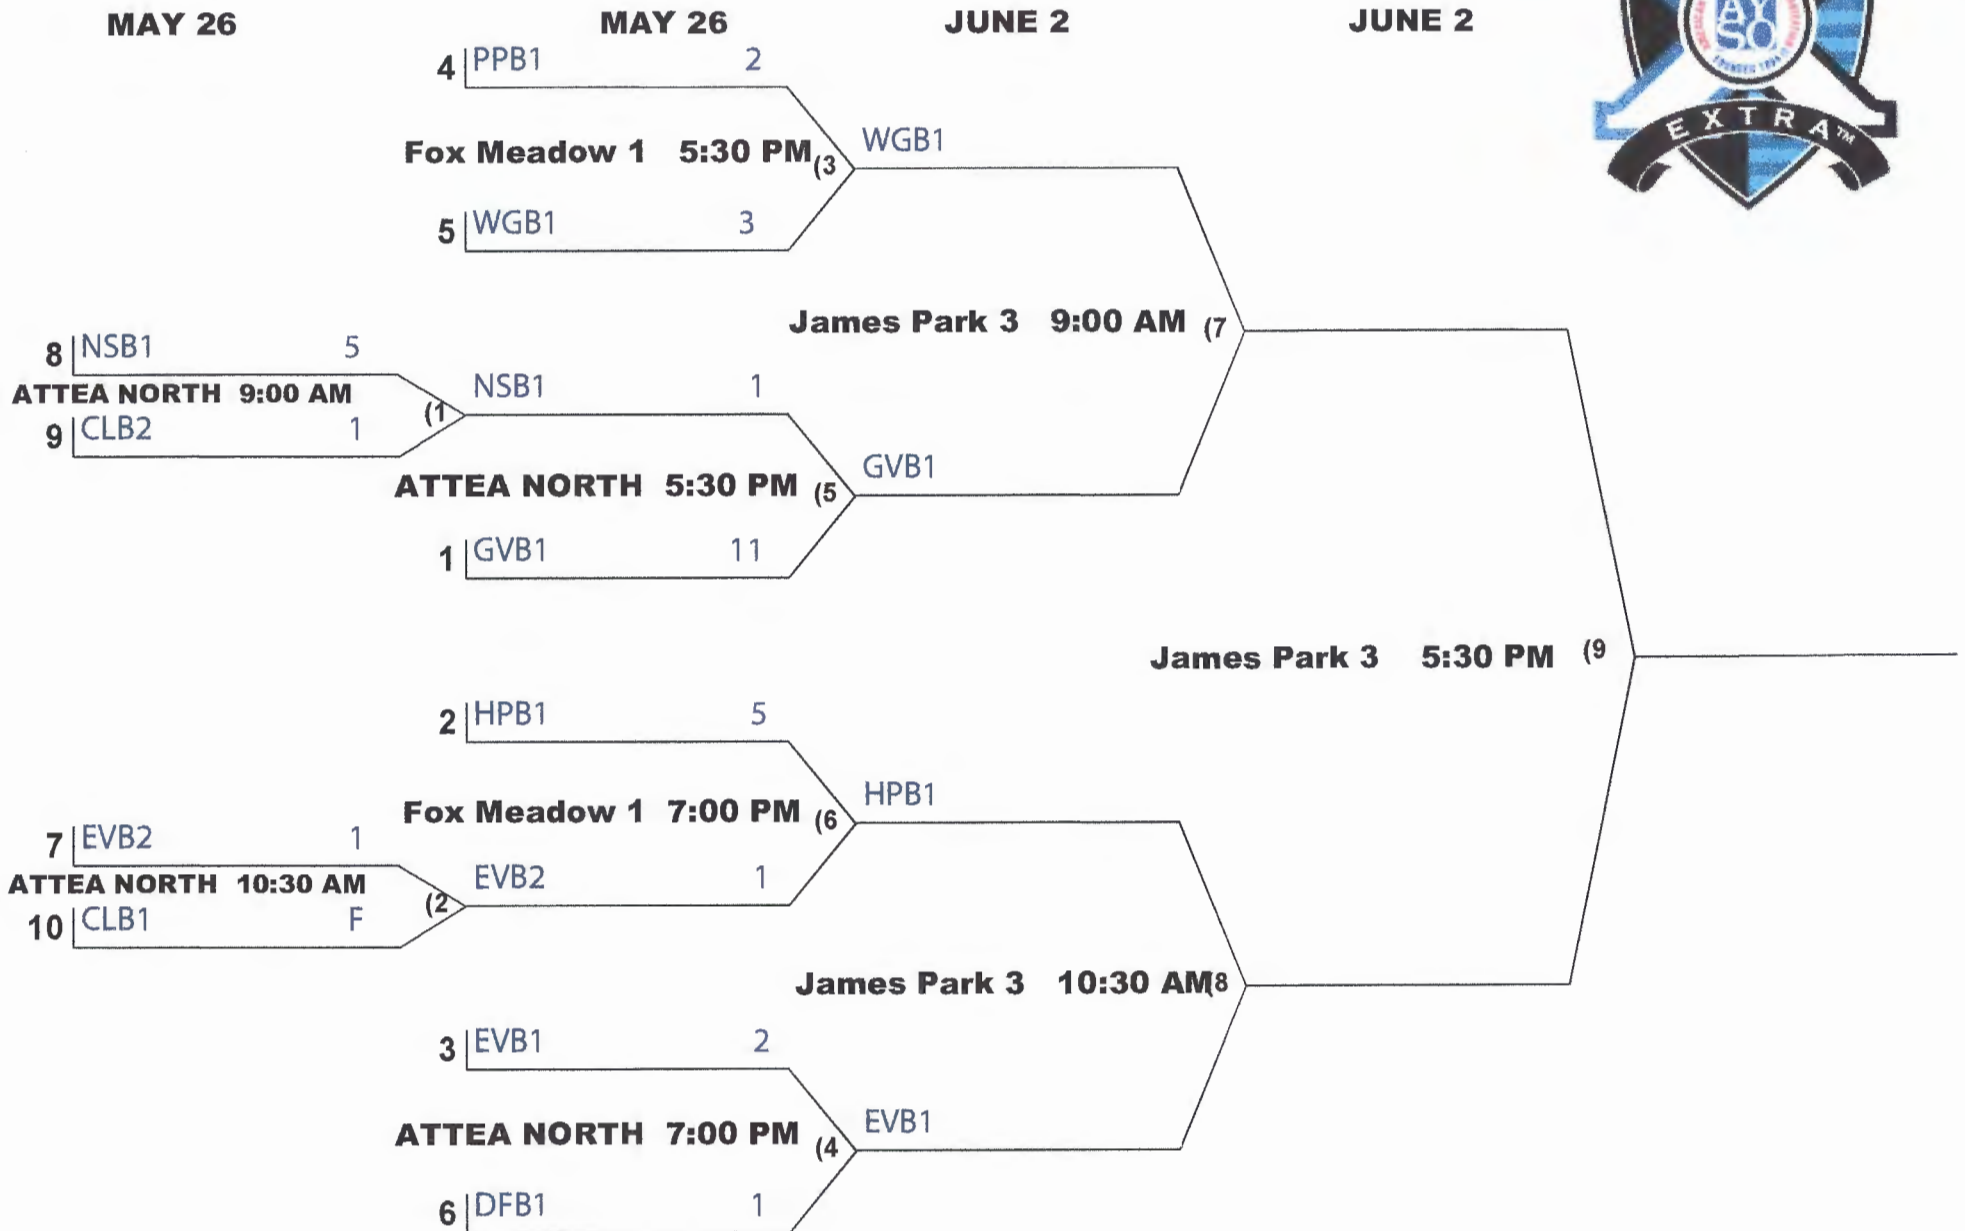 MAY 26 MAY 26 JUNE 2 JUNE 2
AY
SO
FOUNDED 1964
EXTRA™
4 PPB1 2
Fox Meadow 1 5:30 PM (3 WGB1
5 WGB1 3
James Park 3 9:00 AM (7
8 NSB1 5
ATTEA NORTH 9:00 AM (1 NSB1 1
9 CLB2 1
ATTEA NORTH 5:30 PM (5 GVB1
1 GVB1 11
James Park 3 5:30 PM (9
2 HPB1 5
Fox Meadow 1 7:00 PM (6 HPB1
7 EVB2 1
ATTEA NORTH 10:30 AM (2 EVB2 1
10 CLB1 F
James Park 3 10:30 AM (8
3 EVB1 2
ATTEA NORTH 7:00 PM (4 EVB1
6 DFB1 1